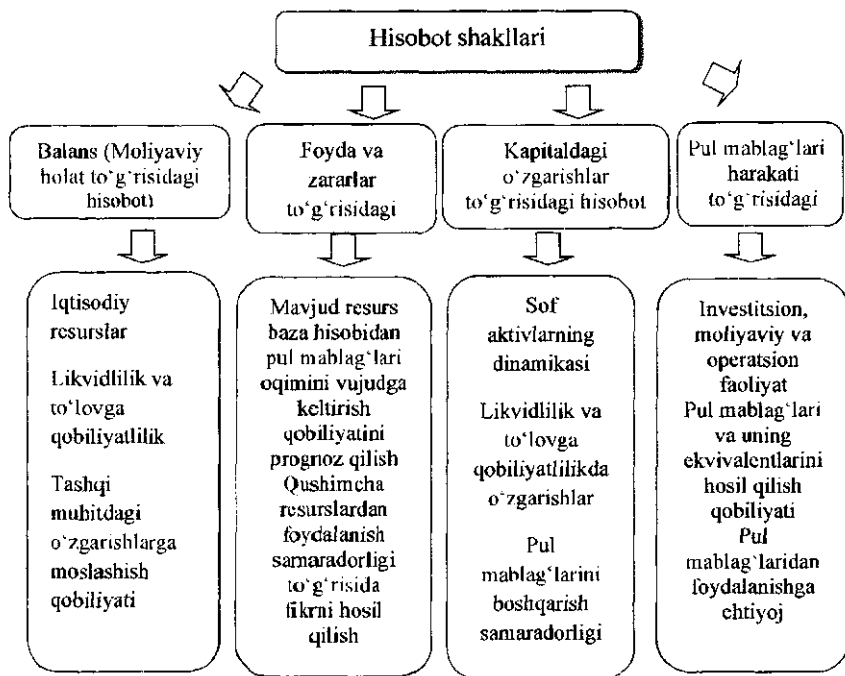 Hisobot shakllari
Balans (Moliyaviy
holat to‘g‘risidagi
hisobot)
Foyda va
zararlar
to‘g‘risidagi
Kapitaldagi
o‘zgarishlar
to‘g‘risidagi hisobot
Pul mablag‘lari
harakati
to‘g‘risidagi
Iqtisodiy
resurslar
Likvidlilik va
to‘lovga
qobiliyatlilik
Tashqi
muhitdagi
o‘zgarishlarga
moslashish
qobiliyati
Mavjud resurs
baza hisobidan
pul mablag‘lari
oqimini vujudga
keltirish
qobiliyatini
prognoz qilish
Qushimcha
resurslardan
foydalanish
samaradorligi
to‘g‘risida
fikrni hosil
qilish
Sof
aktivlarning
dinamikasi
Likvidlilik va
to‘lovga
qobiliyatlilikda
o‘zgarishlar
Pul
mablag‘larini
boshqarish
samaradorligi
Investitsion,
moliyaviy va
operatsion
faoliyat
Pul mablag‘lari
va uning
ekvivalentlarini
hosil qilish
qobiliyati
Pul
mablag‘laridan
foydalanishga
ehtiyoj